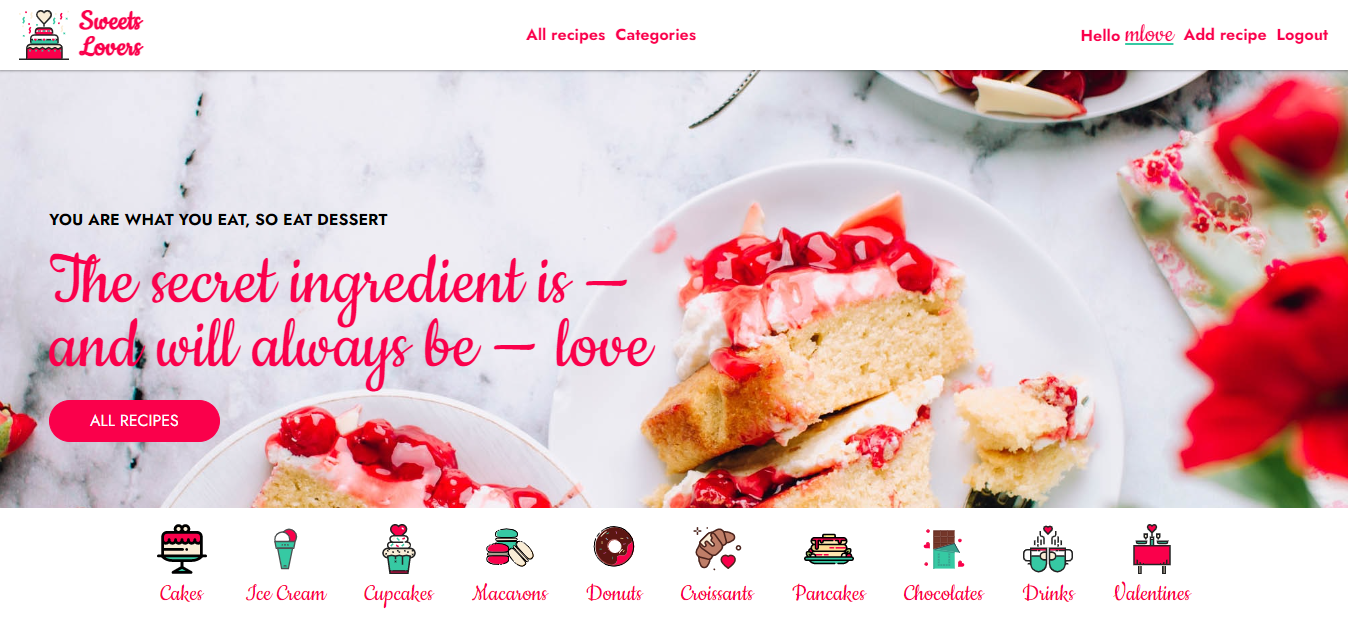 Sweets
Lovers
All recipes Categories
Hello mlove Add recipe Logout
YOU ARE WHAT YOU EAT, SO EAT DESSERT
The secret ingredient is —
and will always be — love
ALL RECIPES
Cakes Ice Cream Cupcakes Macarons Donuts Croissants Pancakes Chocolates Drinks Valentines